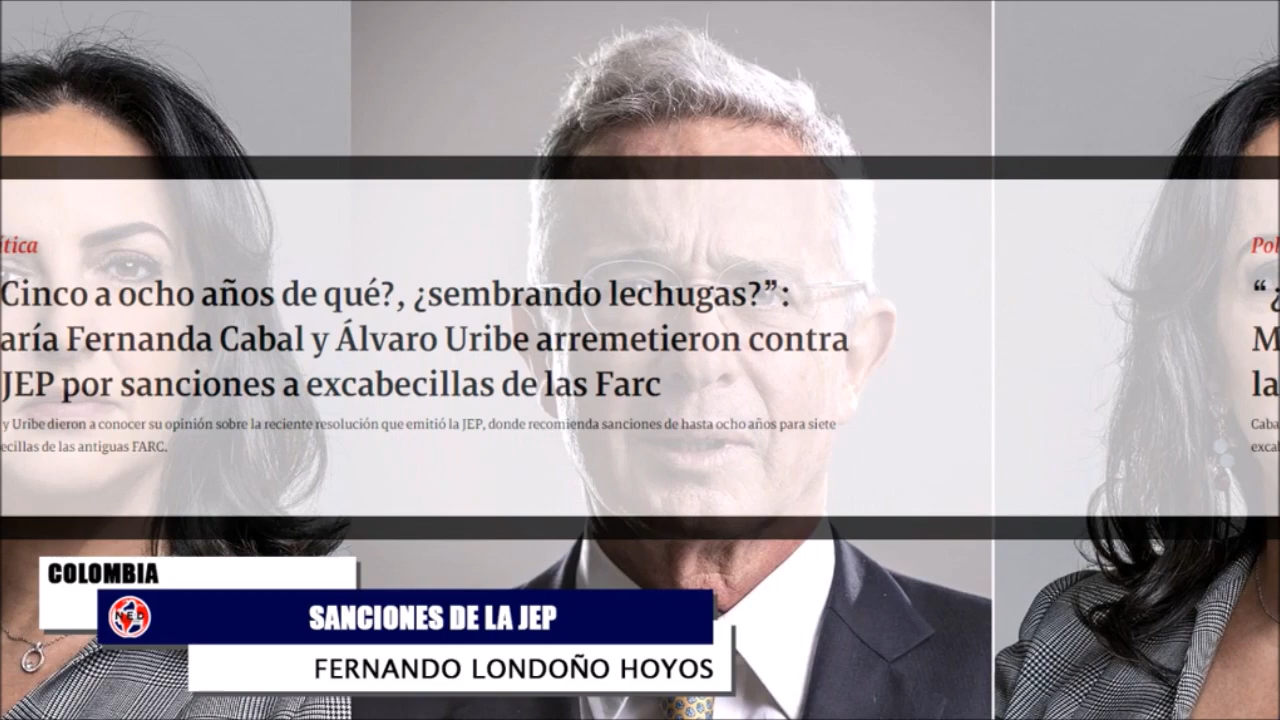 ítica
Pol
Cinco a ocho años de qué?, ¿sembrando lechugas?”:
“¿
aría Fernanda Cabal y Álvaro Uribe arremetieron contra
M
JEP por sanciones a excabecillas de las Farc
la
y Uribe dieron a conocer su opinión sobre la reciente resolución que emitió la JEP, donde recomienda sanciones de hasta ocho años para siete
Caba
ecillas de las antiguas FARC.
excal
COLOMBIA
SANCIONES DE LA JEP
FERNANDO LONDOÑO HOYOS